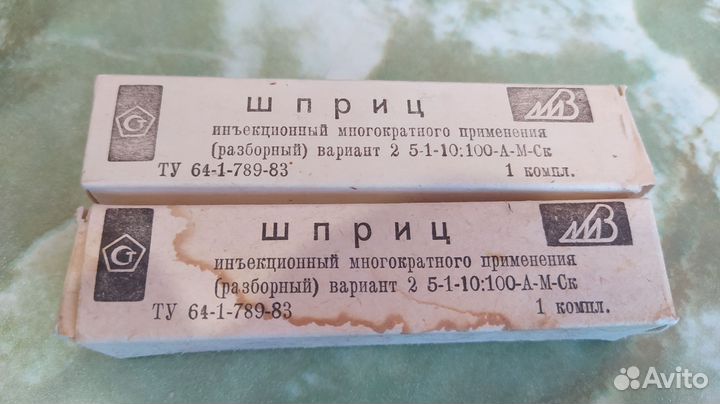 шприц
инъекционный многократного применения
(разборный) вариант 2 5-1-10:100-А-М-Ск
ТУ 64-1-789-83 1 компл.
шприц
инъекционный многократного применения
(разборный) вариант 2 5-1-10:100-А-М-Ск
ТУ 64-1-789-83 1 компл.
Avito